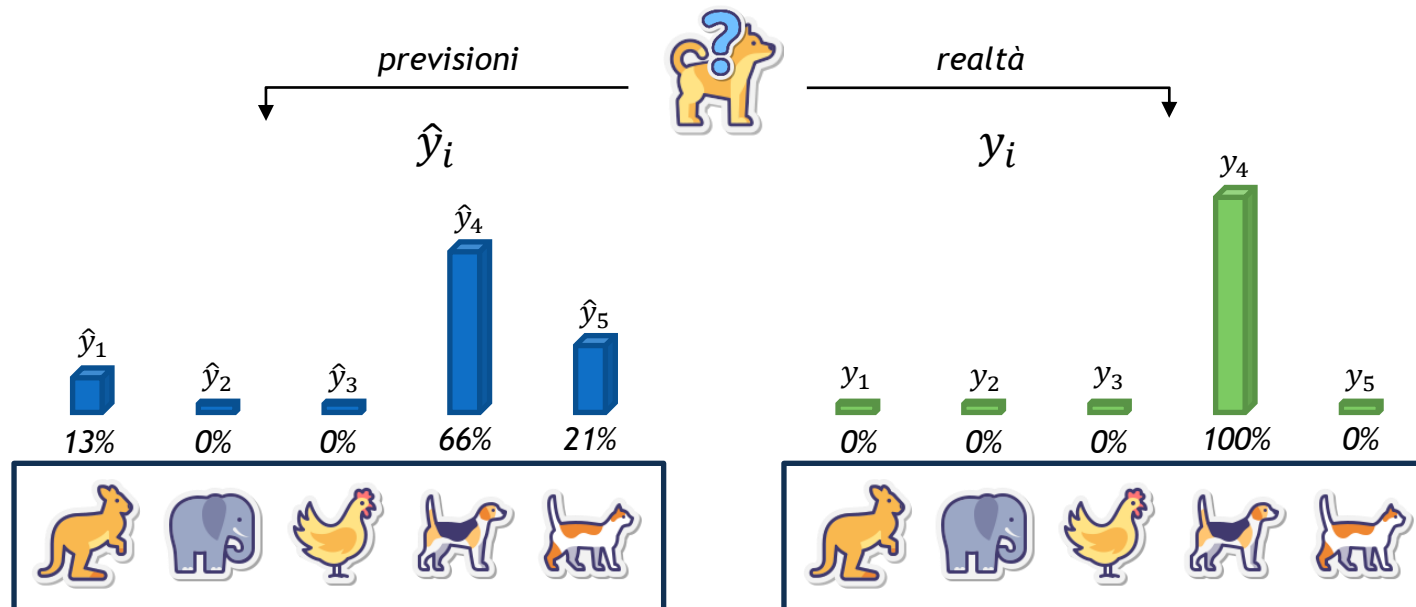 ?
previsioni
realtà
ŷᵢ
yᵢ
ŷ₁
ŷ₂
ŷ₃
ŷ₄
ŷ₅
13%
0%
0%
66%
21%
y₁
y₂
y₃
y₄
y₅
0%
0%
0%
100%
0%